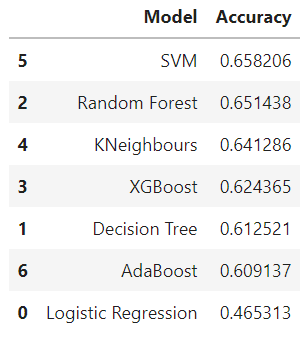 Model Accuracy
5 SVM 0.658206
2 Random Forest 0.651438
4 KNeighbours 0.641286
3 XGBoost 0.624365
1 Decision Tree 0.612521
6 AdaBoost 0.609137
0 Logistic Regression 0.465313